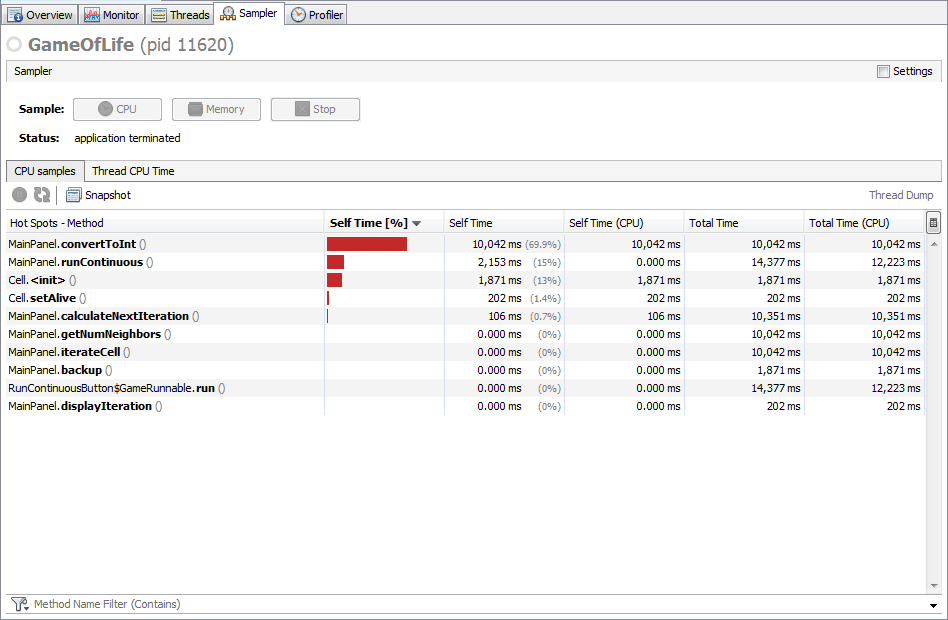 Overview Monitor Threads Sampler Profiler
GameOfLife (pid 11620)
Sampler Settings
Sample: CPU Memory Stop
Status: application terminated
CPU samples Thread CPU Time
Snapshot Thread Dump
Hot Spots - Method Self Time [%] Self Time Self Time (CPU) Total Time Total Time (CPU)
MainPanel.convertToInt () 10,042 ms (69.9%) 10,042 ms 10,042 ms 10,042 ms
MainPanel.runContinuous () 2,153 ms (15%) 0.000 ms 14,377 ms 12,223 ms
Cell.<init> () 1,871 ms (13%) 1,871 ms 1,871 ms 1,871 ms
Cell.setAlive () 202 ms (1.4%) 202 ms 202 ms 202 ms
MainPanel.calculateNextIteration () 106 ms (0.7%) 106 ms 10,351 ms 10,351 ms
MainPanel.getNumNeighbors () 0.000 ms (0%) 0.000 ms 10,042 ms 10,042 ms
MainPanel.iterateCell () 0.000 ms (0%) 0.000 ms 10,042 ms 10,042 ms
MainPanel.backup () 0.000 ms (0%) 0.000 ms 1,871 ms 1,871 ms
RunContinuousButton$GameRunnable.run () 0.000 ms (0%) 0.000 ms 14,377 ms 12,223 ms
MainPanel.displayIteration () 0.000 ms (0%) 0.000 ms 202 ms 202 ms
Method Name Filter (Contains)